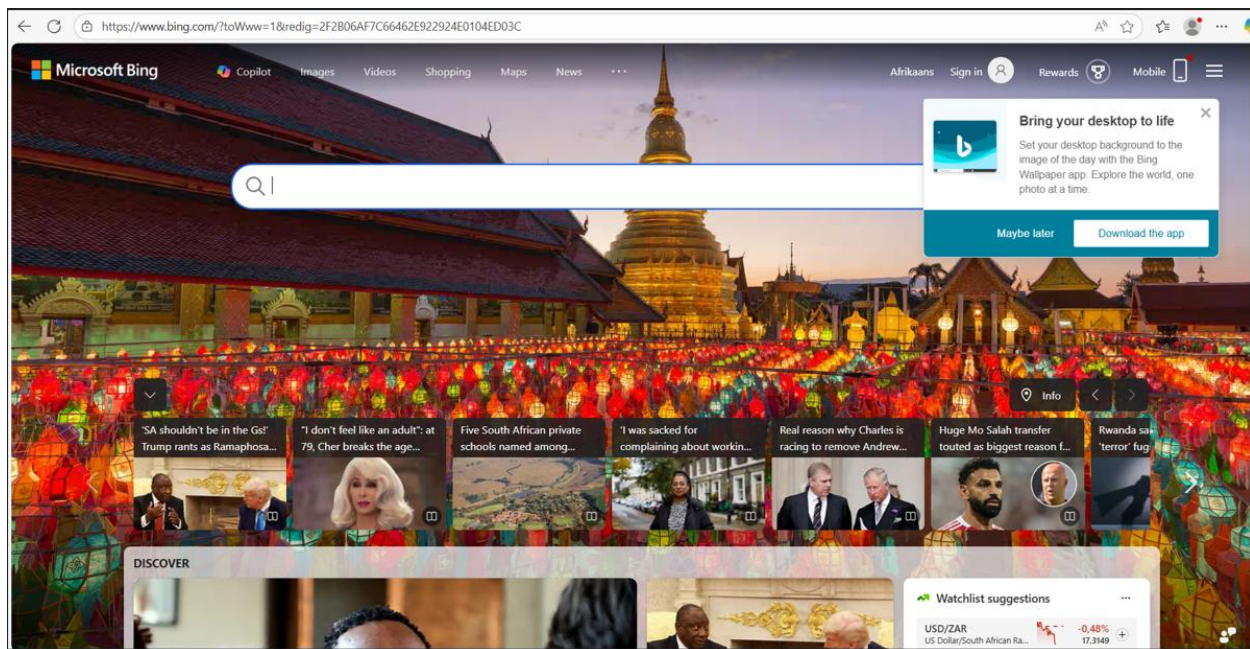 https://www.bing.com/?toWww=1&redig=2F2B06AF7C66462E922924E0104ED03C
Microsoft Bing
Copilot
Images
Videos
Shopping
Maps
News
Afrikaans
Sign in
Rewards
Mobile
Bring your desktop to life
Set your desktop background to the
image of the day with the Bing
Wallpaper app. Explore the world, one
photo at a time.
Maybe later
Download the app
Info
'SA shouldn't be in the Gs!'
Trump rants as Ramaphosa...
"I don't feel like an adult": at
79, Cher breaks the age...
Five South African private
schools named among...
'I was sacked for
complaining about workin...
Real reason why Charles is
racing to remove Andrew...
Huge Mo Salah transfer
touted as biggest reason f...
Rwanda sa
'terror' fug
DISCOVER
Watchlist suggestions
USD/ZAR
US Dollar/South African Ra...
-0,48%
17.3149